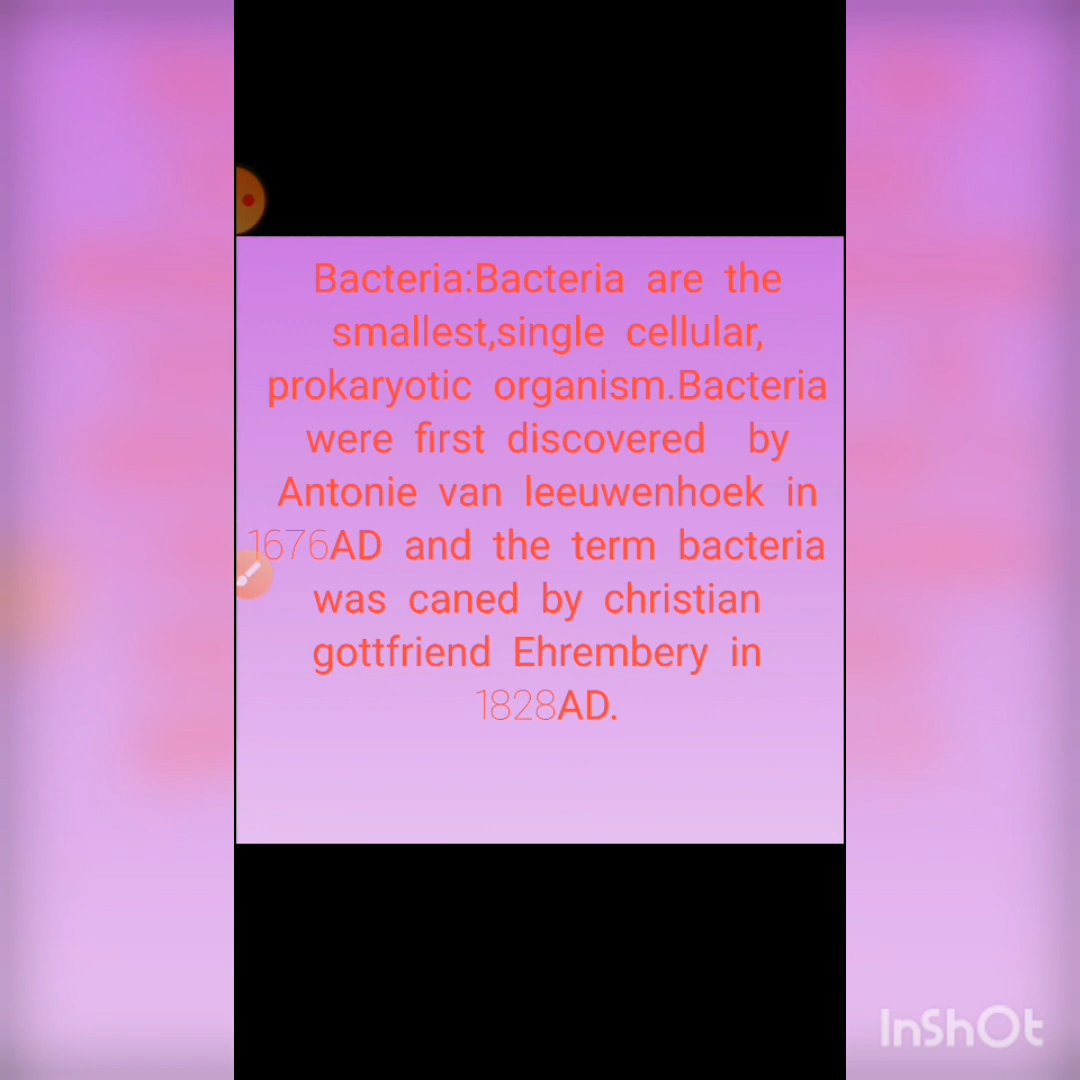 Bacteria:Bacteria are the
smallest,single cellular,
prokaryotic organism.Bacteria
were first discovered by
Antonie van leeuwenhoek in
1676AD and the term bacteria
was caned by christian
gottfriend Ehrembery in
1828AD.
InShOt